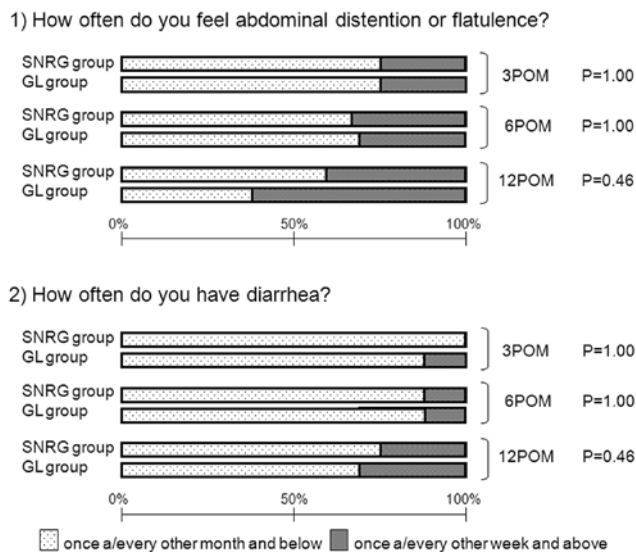 1) How often do you feel abdominal distention or flatulence?
SNRG group
GL group
3POM P=1.00
SNRG group
GL group
6POM P=1.00
SNRG group
GL group
12POM P=0.46
0% 50% 100%
2) How often do you have diarrhea?
SNRG group
GL group
3POM P=1.00
SNRG group
GL group
6POM P=1.00
SNRG group
GL group
12POM P=0.46
0% 50% 100%
once a/every other month and below once a/every other week and above